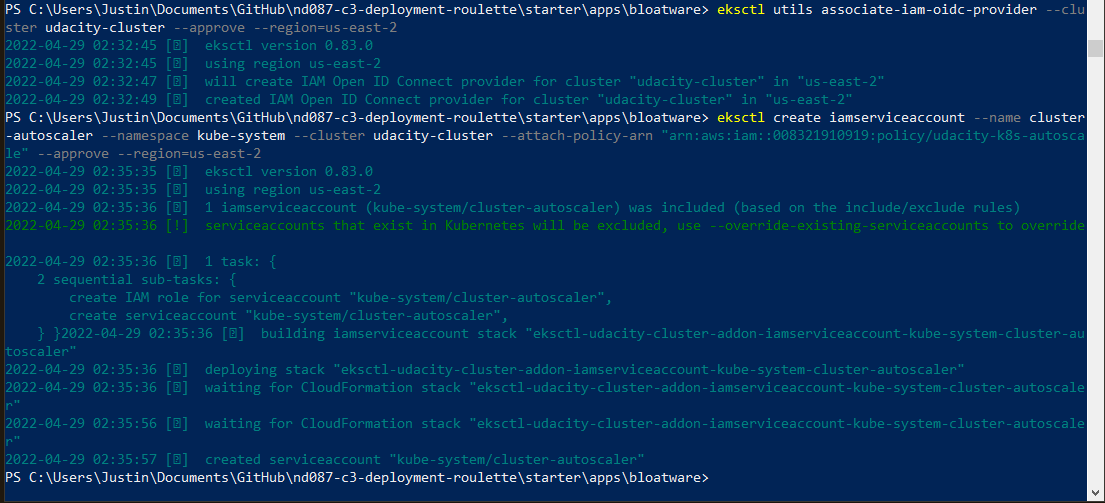 PS C:\Users\Justin\Documents\GitHub\nd087-c3-deployment-roulette\starter\apps\bloatware> eksctl utils associate-iam-oidc-provider --clu
ster udacity-cluster --approve --region=us-east-2
2022-04-29 02:32:45 [⍰]  eksctl version 0.83.0
2022-04-29 02:32:45 [⍰]  using region us-east-2
2022-04-29 02:32:47 [⍰]  will create IAM Open ID Connect provider for cluster "udacity-cluster" in "us-east-2"
2022-04-29 02:32:49 [⍰]  created IAM Open ID Connect provider for cluster "udacity-cluster" in "us-east-2"
PS C:\Users\Justin\Documents\GitHub\nd087-c3-deployment-roulette\starter\apps\bloatware> eksctl create iamserviceaccount --name cluster
-autoscaler --namespace kube-system --cluster udacity-cluster --attach-policy-arn "arn:aws:iam::008321910919:policy/udacity-k8s-autosca
le" --approve --region=us-east-2
2022-04-29 02:35:35 [⍰]  eksctl version 0.83.0
2022-04-29 02:35:35 [⍰]  using region us-east-2
2022-04-29 02:35:36 [⍰]  1 iamserviceaccount (kube-system/cluster-autoscaler) was included (based on the include/exclude rules)
2022-04-29 02:35:36 [!]  serviceaccounts that exist in Kubernetes will be excluded, use --override-existing-serviceaccounts to override
2022-04-29 02:35:36 [⍰]  1 task: {
    2 sequential sub-tasks: {
        create IAM role for serviceaccount "kube-system/cluster-autoscaler",
        create serviceaccount "kube-system/cluster-autoscaler",
    } }2022-04-29 02:35:36 [⍰]  building iamserviceaccount stack "eksctl-udacity-cluster-addon-iamserviceaccount-kube-system-cluster-au
toscaler"
2022-04-29 02:35:36 [⍰]  deploying stack "eksctl-udacity-cluster-addon-iamserviceaccount-kube-system-cluster-autoscaler"
2022-04-29 02:35:36 [⍰]  waiting for CloudFormation stack "eksctl-udacity-cluster-addon-iamserviceaccount-kube-system-cluster-autoscale
r"
2022-04-29 02:35:56 [⍰]  waiting for CloudFormation stack "eksctl-udacity-cluster-addon-iamserviceaccount-kube-system-cluster-autoscale
r"
2022-04-29 02:35:57 [⍰]  created serviceaccount "kube-system/cluster-autoscaler"
PS C:\Users\Justin\Documents\GitHub\nd087-c3-deployment-roulette\starter\apps\bloatware>